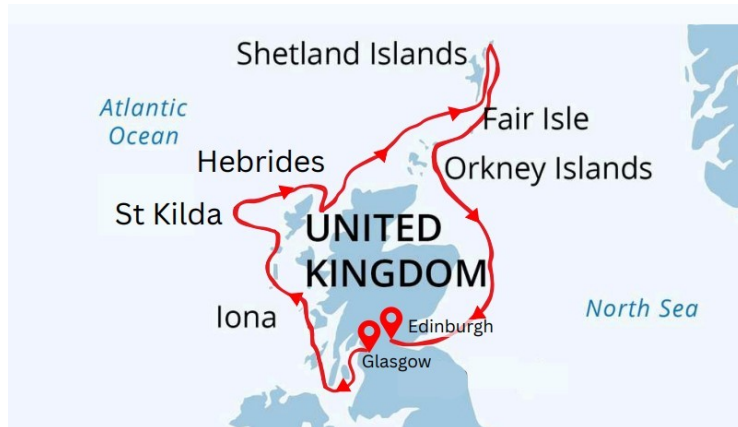 Shetland Islands
Atlantic
Ocean
Fair Isle
Hebrides
Orkney Islands
St Kilda
UNITED
KINGDOM
Iona
North Sea
Edinburgh
Glasgow